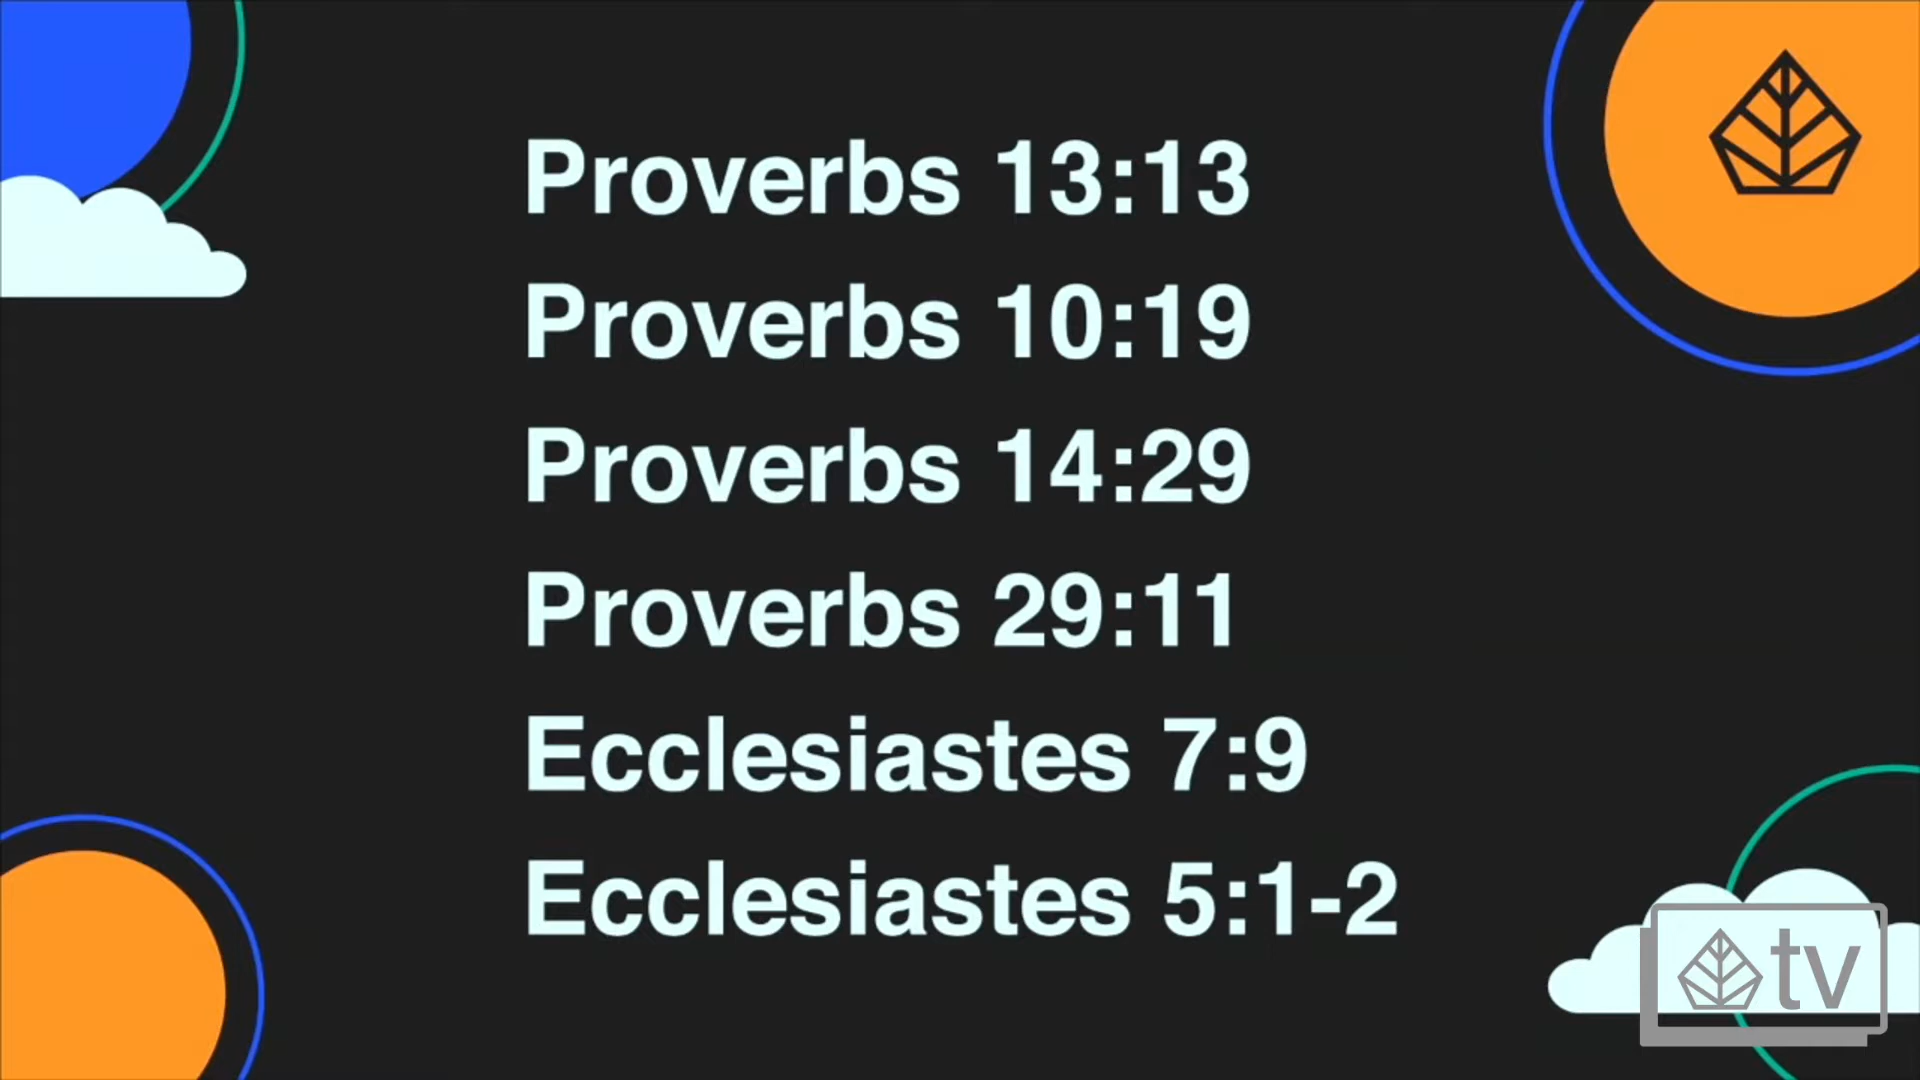 Proverbs 13:13
Proverbs 10:19
Proverbs 14:29
Proverbs 29:11
Ecclesiastes 7:9
Ecclesiastes 5:1-2
tv